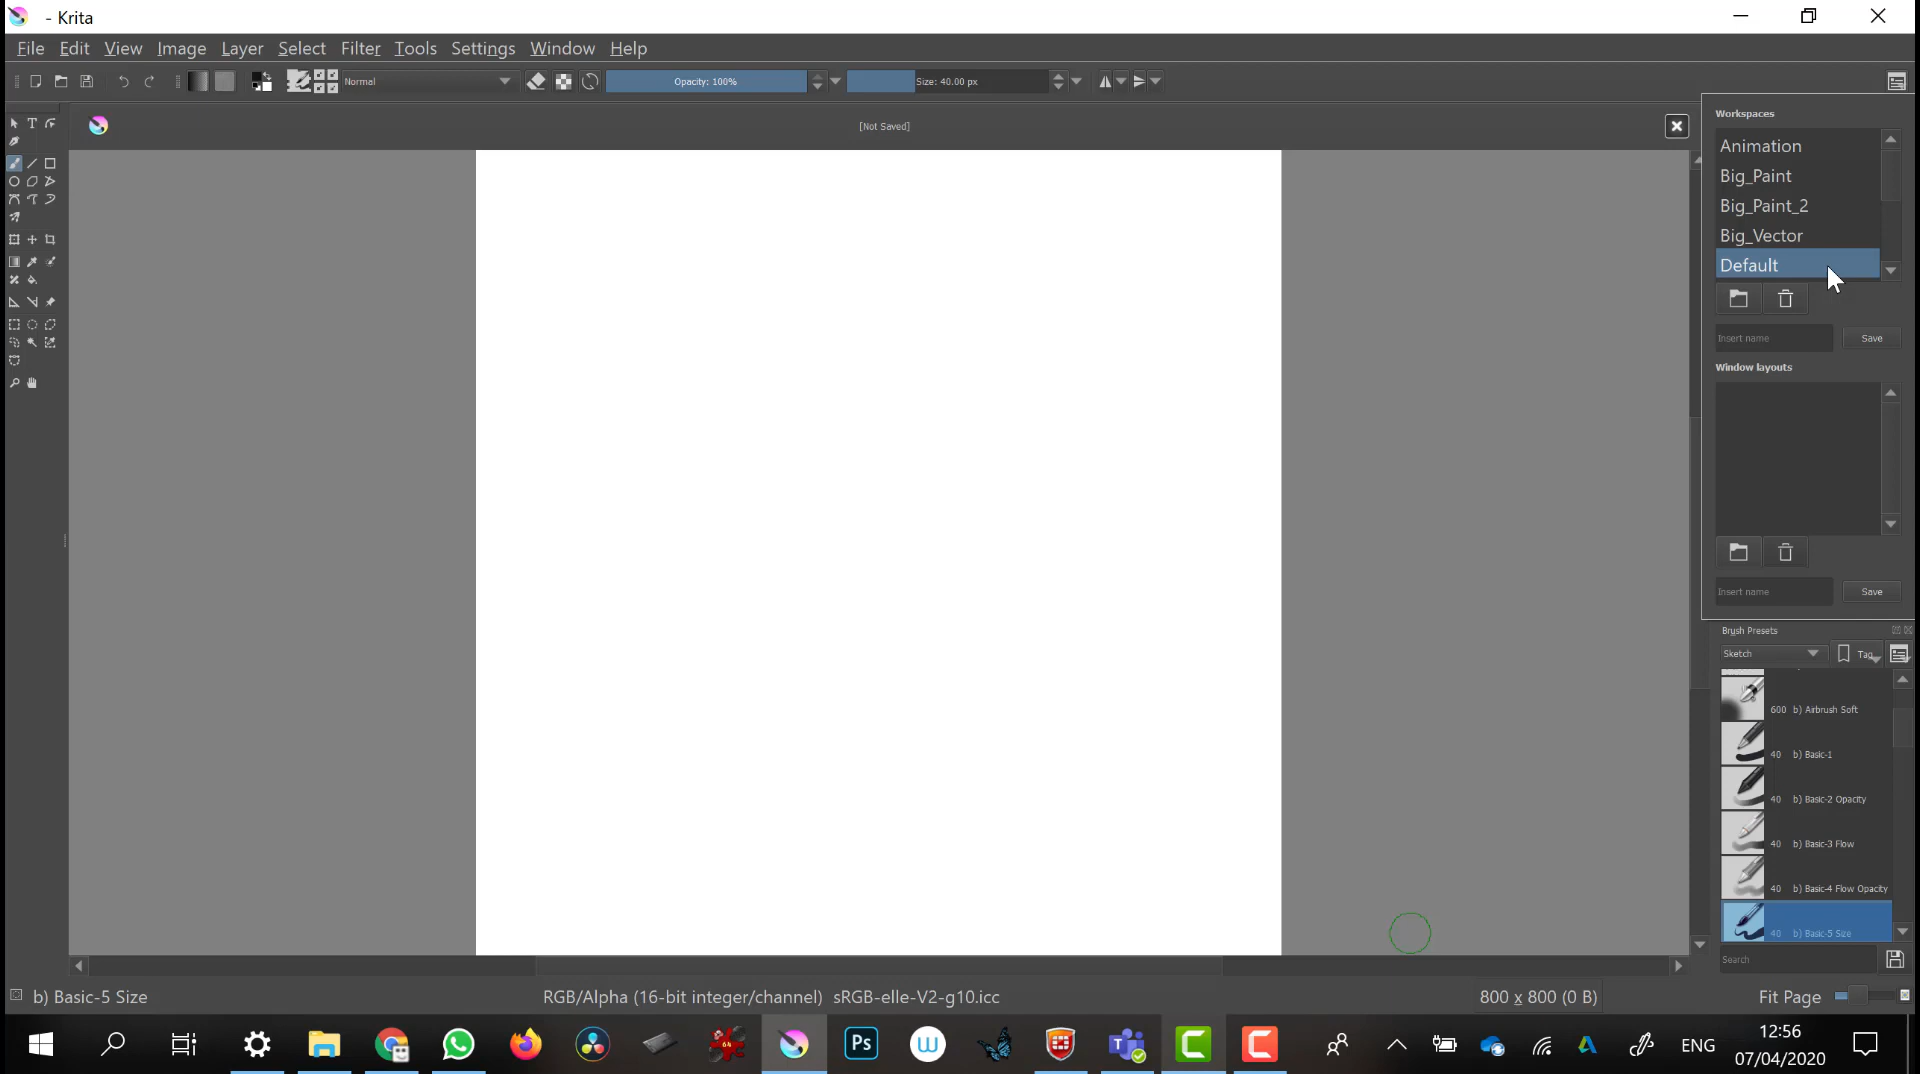 - Krita
File Edit View Image Layer Select Filter Tools Settings Window Help
Normal Opacity: 100% Size: 40.00 px
[Not Saved]
Workspaces
Animation
Big_Paint
Big_Paint_2
Big_Vector
Default
Insert name Save
Window layouts
Insert name Save
Brush Presets
Sketch Tag
600 b) Airbrush Soft
40 b) Basic-1
40 b) Basic-2 Opacity
40 b) Basic-3 Flow
40 b) Basic-4 Flow Opacity
40 b) Basic-5 Size
Search
b) Basic-5 Size RGB/Alpha (16-bit integer/channel) sRGB-elle-V2-g10.icc 800 x 800 (0 B) Fit Page
Ps ENG 12:56
07/04/2020